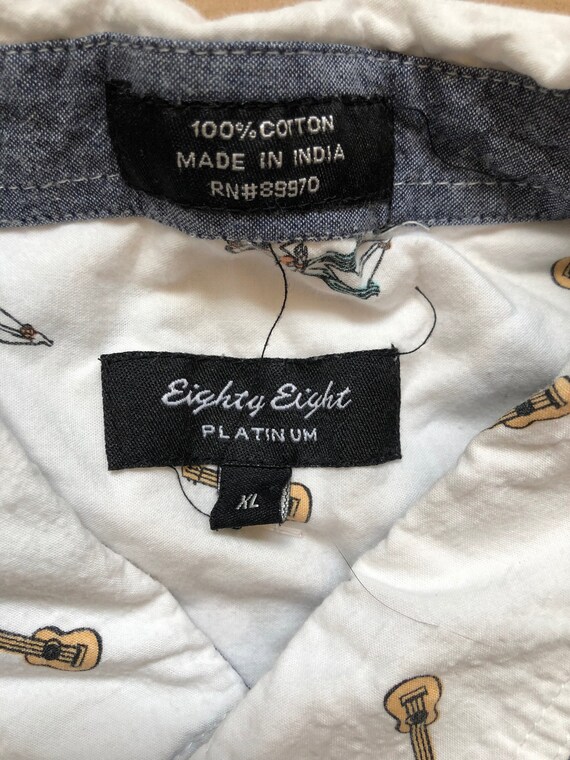 100% COTTON
MADE IN INDIA
RN#89970
Eighty Eight
PLATINUM
XL